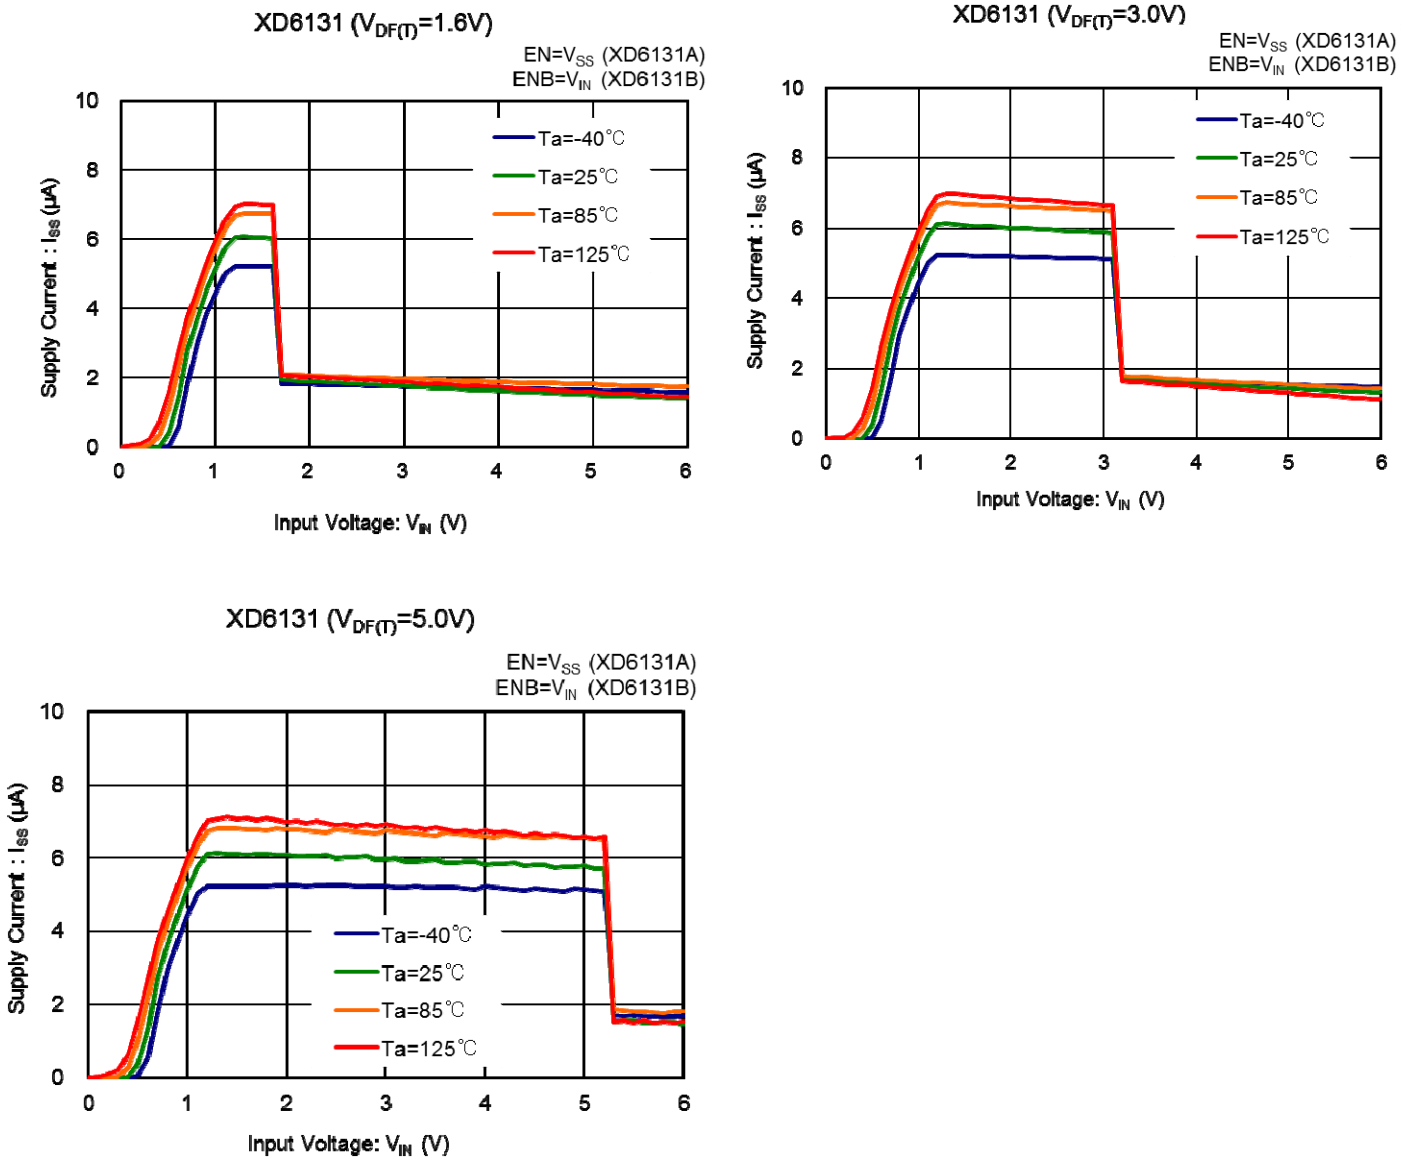 XD6131 (VDF(T)=1.6V)
EN=VSS (XD6131A)
ENB=VIN (XD6131B)
10
8
6
4
2
0
0 1 2 3 4 5 6
Supply Current : ISS (µA)
Input Voltage: VIN (V)
Ta=-40℃
Ta=25℃
Ta=85℃
Ta=125℃
XD6131 (VDF(T)=3.0V)
EN=VSS (XD6131A)
ENB=VIN (XD6131B)
10
8
6
4
2
0
0 1 2 3 4 5 6
Supply Current : ISS (µA)
Input Voltage: VIN (V)
Ta=-40℃
Ta=25℃
Ta=85℃
Ta=125℃
XD6131 (VDF(T)=5.0V)
EN=VSS (XD6131A)
ENB=VIN (XD6131B)
10
8
6
4
2
0
0 1 2 3 4 5 6
Supply Current : ISS (µA)
Input Voltage: VIN (V)
Ta=-40℃
Ta=25℃
Ta=85℃
Ta=125℃